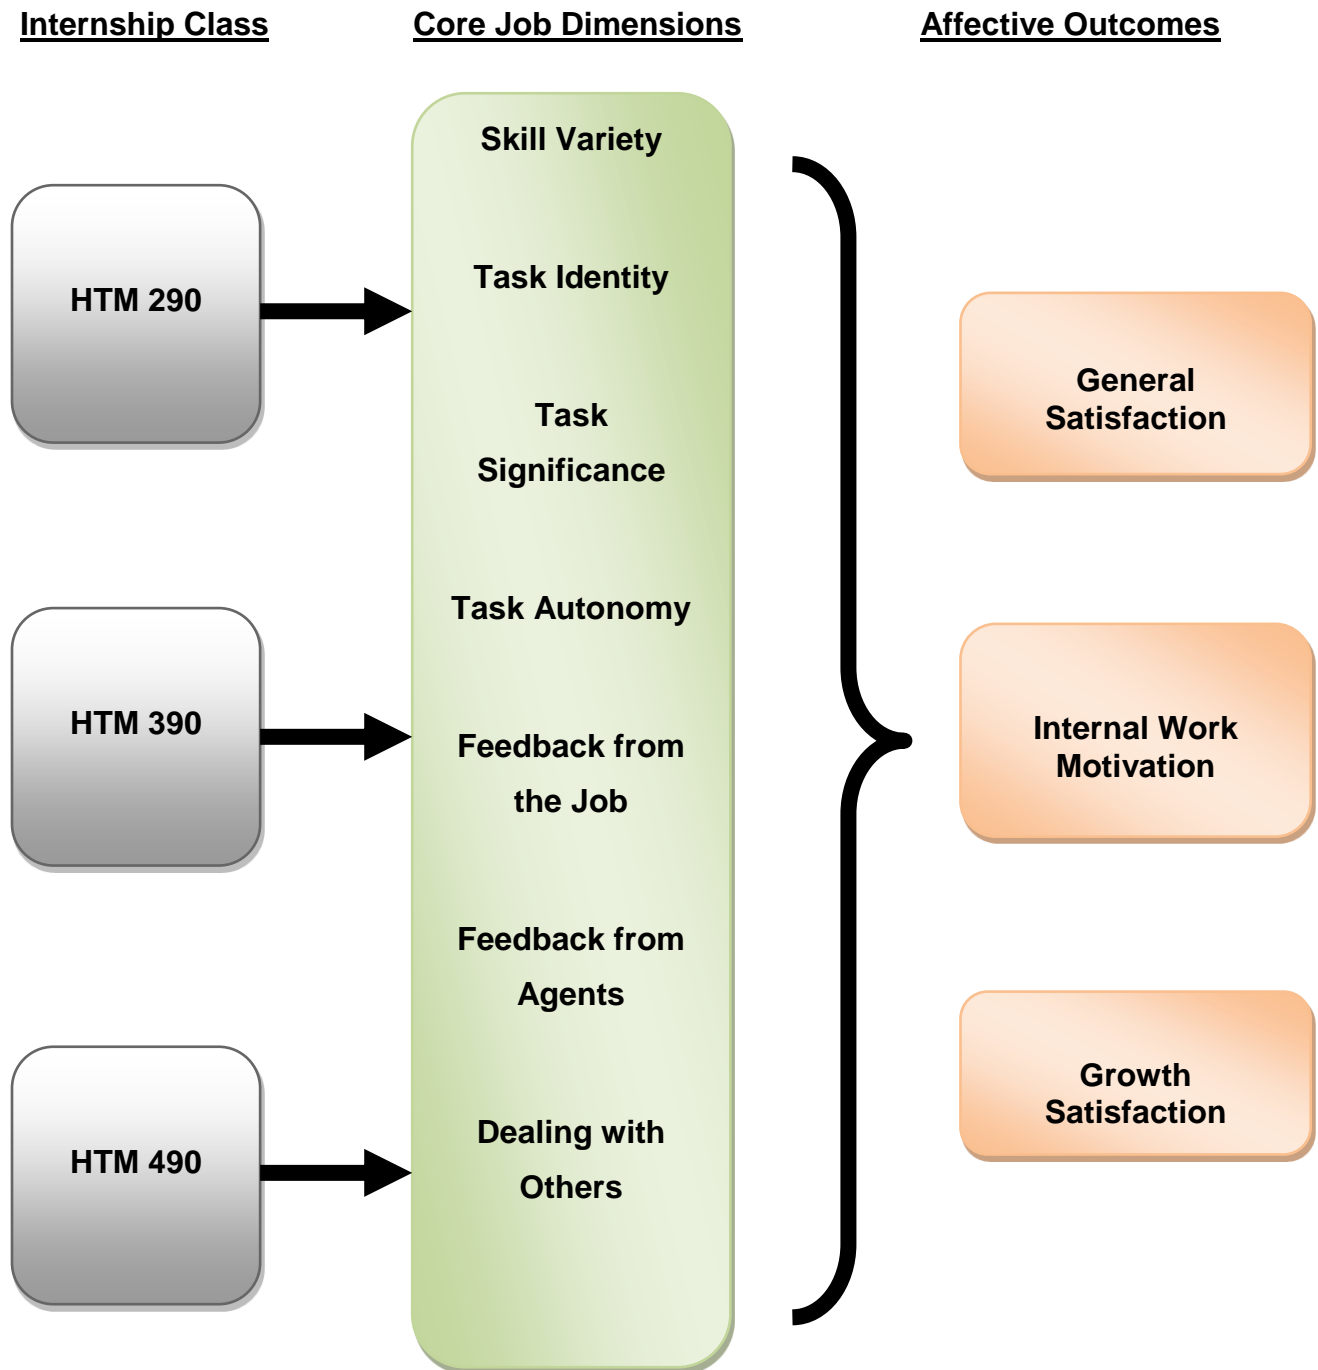 Internship Class
Core Job Dimensions
Affective Outcomes
HTM 290
HTM 390
HTM 490
Skill Variety
Task Identity
Task
Significance
Task Autonomy
Feedback from
the Job
Feedback from
Agents
Dealing with
Others
General
Satisfaction
Internal Work
Motivation
Growth
Satisfaction